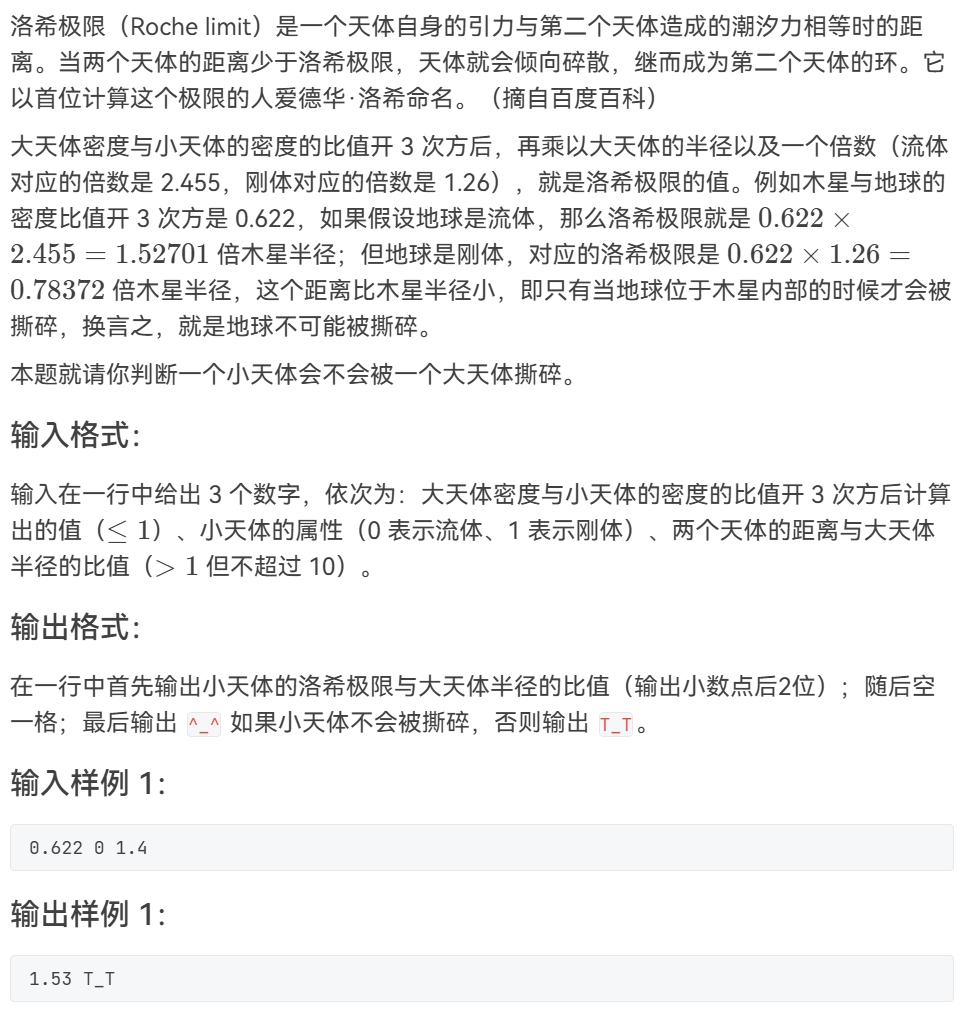 洛希极限（Roche limit）是一个天体自身的引力与第二个天体造成的潮汐力相等时的距
离。当两个天体的距离少于洛希极限，天体就会倾向碎散，继而成为第二个天体的环。它
以首位计算这个极限的人爱德华·洛希命名。（摘自百度百科）
大天体密度与小天体的密度的比值开 3 次方后，再乘以大天体的半径以及一个倍数（流体
对应的倍数是 2.455，刚体对应的倍数是 1.26），就是洛希极限的值。例如木星与地球的
密度比值开 3 次方是 0.622，如果假设地球是流体，那么洛希极限就是 0.622 ×
2.455 = 1.52701 倍木星半径；但地球是刚体，对应的洛希极限是 0.622 × 1.26 =
0.78372 倍木星半径，这个距离比木星半径小，即只有当地球位于木星内部的时候才会被
撕碎，换言之，就是地球不可能被撕碎。
本题就请你判断一个小天体会不会被一个大天体撕碎。
输入格式：
输入在一行中给出 3 个数字，依次为：大天体密度与小天体的密度的比值开 3 次方后计算
出的值（≤ 1）、小天体的属性（0 表示流体、1 表示刚体）、两个天体的距离与大天体
半径的比值（> 1 但不超过 10）。
输出格式：
在一行中首先输出小天体的洛希极限与大天体半径的比值（输出小数点后2位）；随后空
一格；最后输出 ^_^ 如果小天体不会被撕碎，否则输出 T_T。
输入样例 1：
0.622 0 1.4
输出样例 1：
1.53 T_T